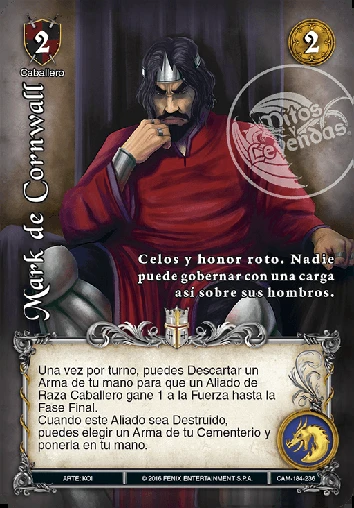 2
Caballero
2
Mitos
y
Leyendas
Mark de Cornwall
Celos y honor roto. Nadie
puede gobernar con una carga
así sobre sus hombros.
Una vez por turno, puedes Descartar un
Arma de tu mano para que un Aliado de
Raza Caballero gane 1 a la Fuerza hasta la
Fase Final.
Cuando este Aliado sea Destruido,
puedes elegir un Arma de tu Cementerio y
ponerla en tu mano.
ARTE: KOI
© 2016 FENIX ENTERTAINMENT S.P.A.
CAM-184-236